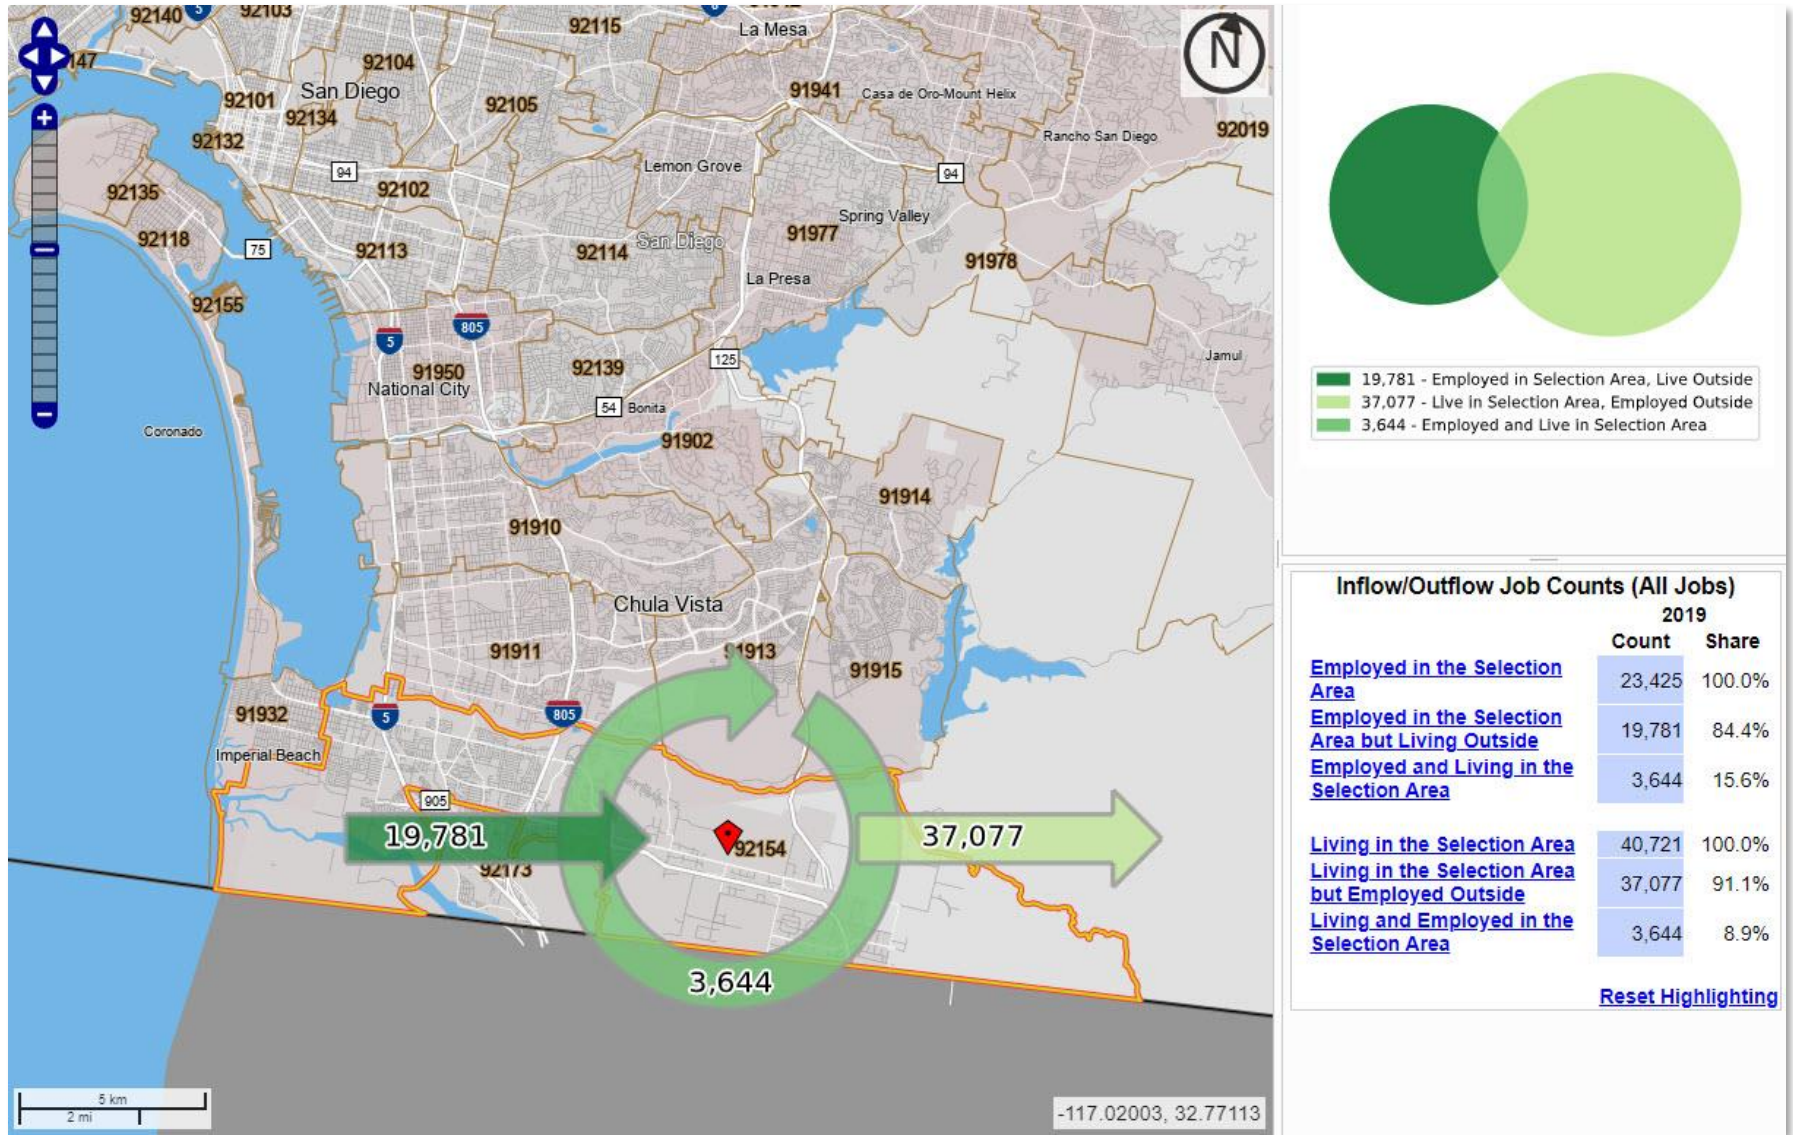 92140
5
92103
92115
La Mesa
N
147
92104
San Diego
92101
92134
92105
91941
Casa de Oro-Mount Helix
92132
Rancho San Diego
92019
94
Lemon Grove
94
92135
92102
Spring Valley
92118
75
92113
92114
San Diego
91977
91978
La Presa
92155
5
805
125
Jamul
91950
92139
National City
54
Bonita
Coronado
91902
91914
91910
Chula Vista
91911
91913
91915
91932
5
805
Imperial Beach
905
19,781
92154
37,077
92173
3,644
5 km
2 mi
-117.02003, 32.77113
19,781 - Employed in Selection Area, Live Outside
37,077 - Live in Selection Area, Employed Outside
3,644 - Employed and Live in Selection Area
Inflow/Outflow Job Counts (All Jobs)
2019
Count Share
Employed in the Selection
Area 23,425 100.0%
Employed in the Selection
Area but Living Outside 19,781 84.4%
Employed and Living in the
Selection Area 3,644 15.6%
Living in the Selection Area 40,721 100.0%
Living in the Selection Area
but Employed Outside 37,077 91.1%
Living and Employed in the
Selection Area 3,644 8.9%
Reset Highlighting